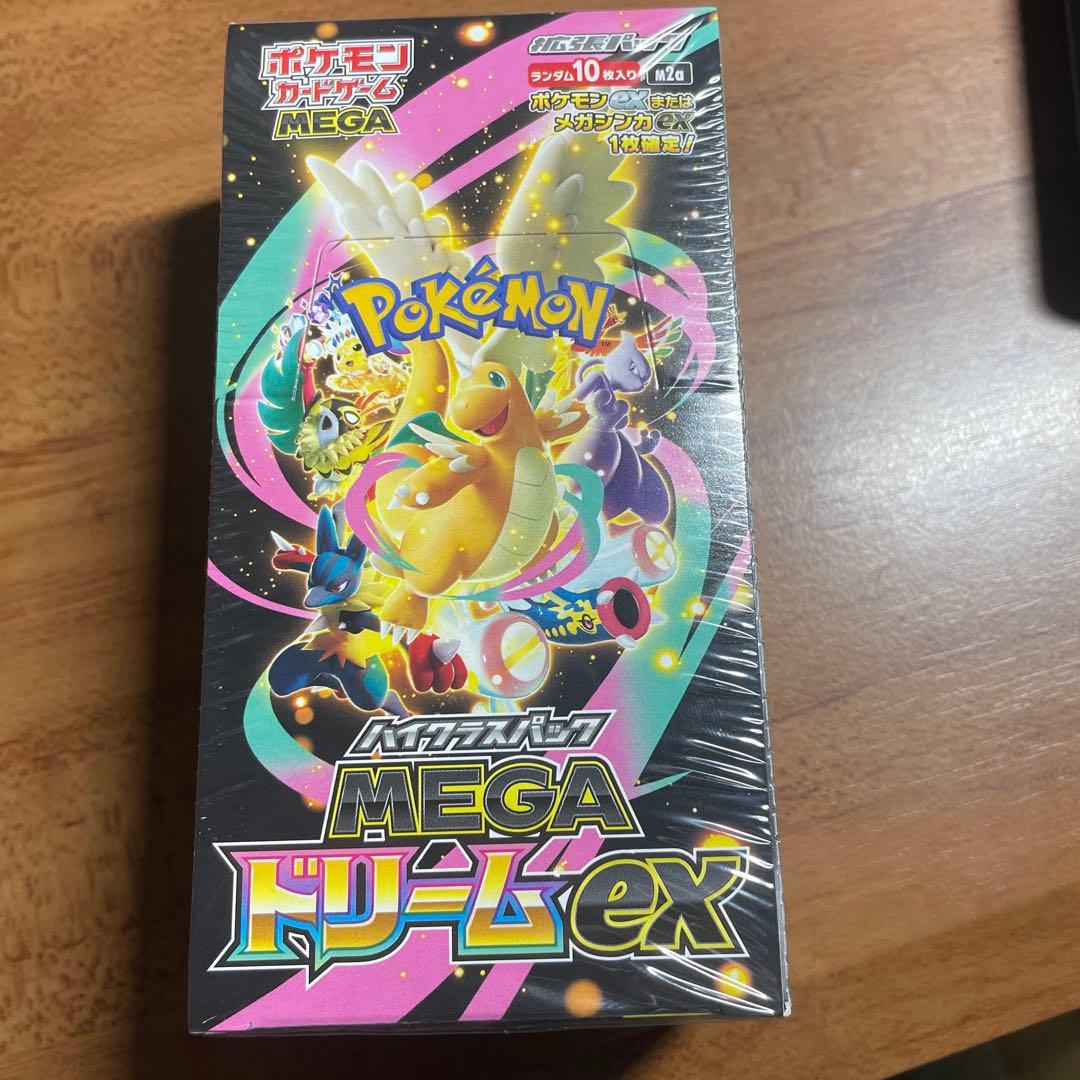 ポケモン
カードゲーム
MEGA
拡張パック
ランダム10枚入り M2a
ポケモンexまたは
メガシンカex
1枚確定!
POKÉMON
TM
ハイクラスパック
MEGA
ドリームex